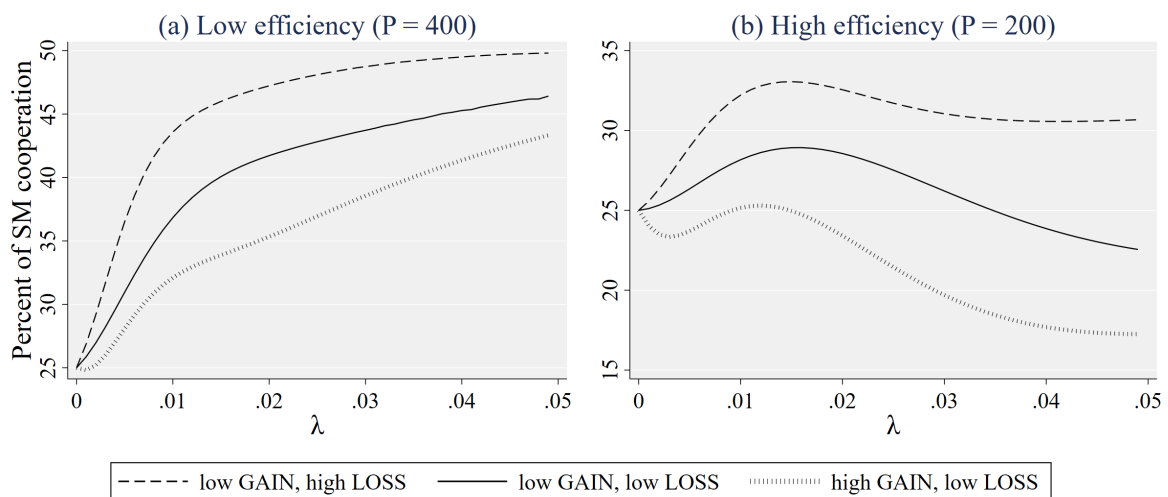 (a) Low efficiency (P = 400)
(b) High efficiency (P = 200)
Percent of SM cooperation
50
45
40
35
30
25
0
.01
.02
.03
.04
.05
λ
35
30
25
20
15
0
.01
.02
.03
.04
.05
λ
low GAIN, high LOSS
low GAIN, low LOSS
high GAIN, low LOSS